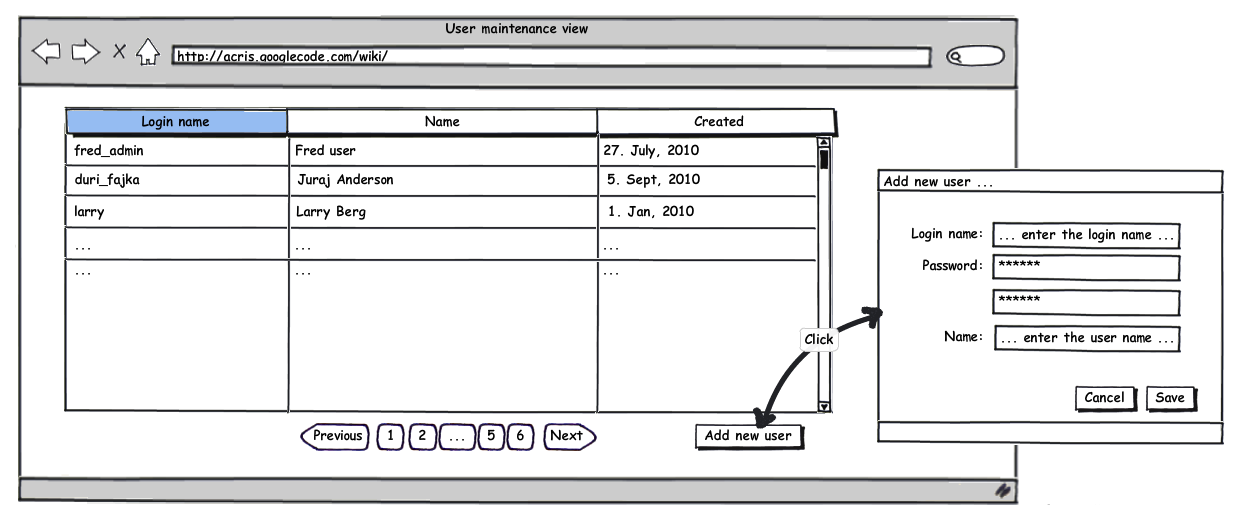 User maintenance view
X
http://acris.googlecode.com/wiki/
Login name Name Created
fred_admin Fred user 27. July, 2010
duri_fajka Juraj Anderson 5. Sept, 2010
larry Larry Berg 1. Jan, 2010
... ... ...
... ... ...
Previous 1 2 ... 5 6 Next
Add new user
Click
Add new user ...
Login name: ... enter the login name ...
Password: ******
******
Name: ... enter the user name ...
Cancel Save